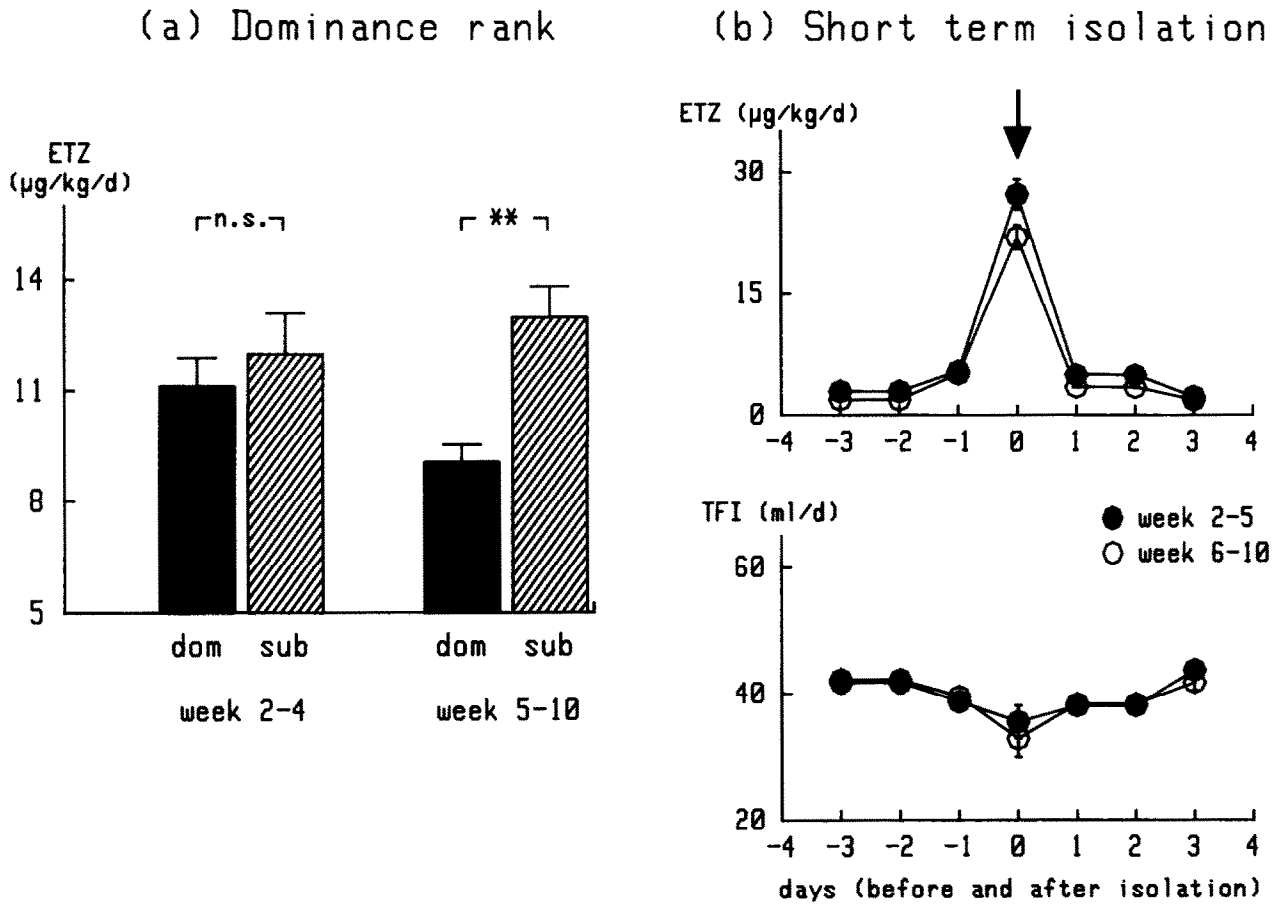 (a) Dominance rank
ETZ
(µg/kg/d)
n.s.
**
14
11
8
5
dom sub dom sub
week 2-4 week 5-10
(b) Short term isolation
ETZ (µg/kg/d)
30
15
0
-4 -3 -2 -1 0 1 2 3 4
TFI (ml/d)
week 2-5
week 6-10
60
40
20
-4 -3 -2 -1 0 1 2 3 4
days (before and after isolation)